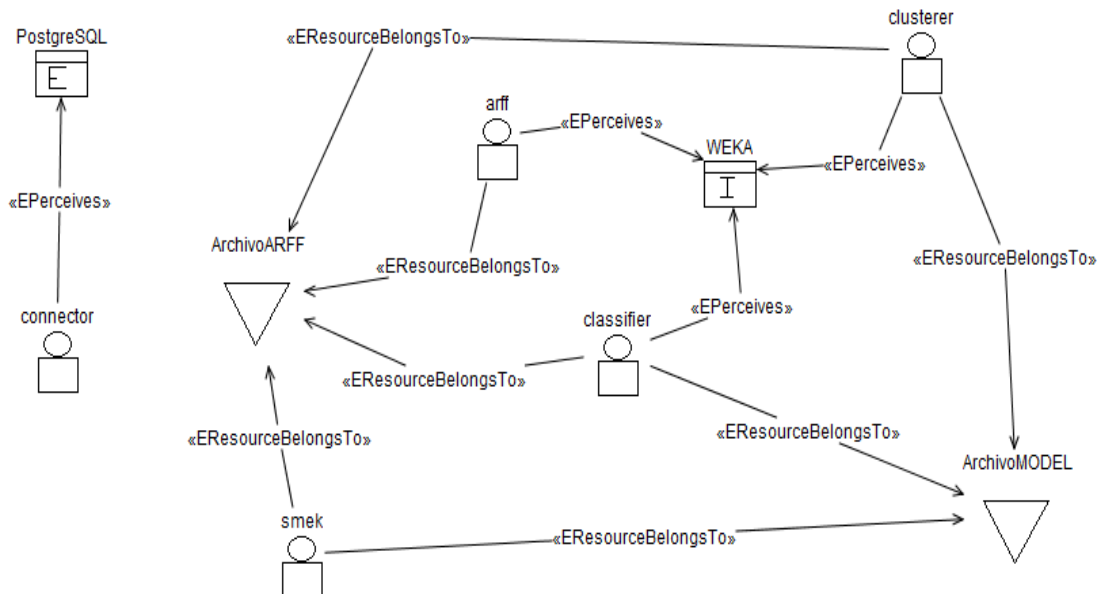 clusterer
PostgreSQL
«EResourceBelongsTo»
E
arff
«EPerceives»
WEKA
«EPerceives»
I
«EPerceives»
ArchivoARFF
«EResourceBelongsTo»
«EResourceBelongsTo»
connector
classifier
«EPerceives»
«EResourceBelongsTo»
«EResourceBelongsTo»
«EResourceBelongsTo»
ArchivoMODEL
smek
«EResourceBelongsTo»